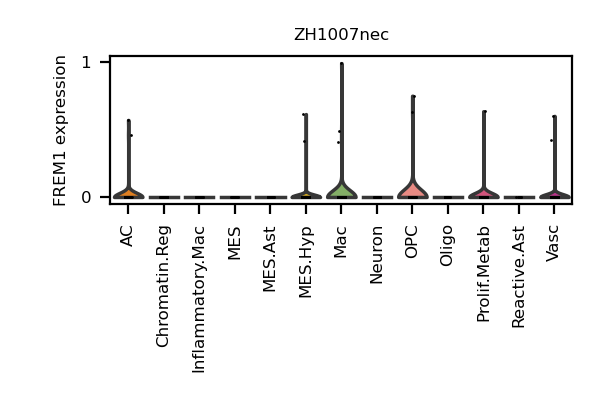 ZH1007nec
FREM1 expression
1
0
AC
Chromatin.Reg
Inflammatory.Mac
MES
MES.Ast
MES.Hyp
Mac
Neuron
OPC
Oligo
Prolif.Metab
Reactive.Ast
Vasc